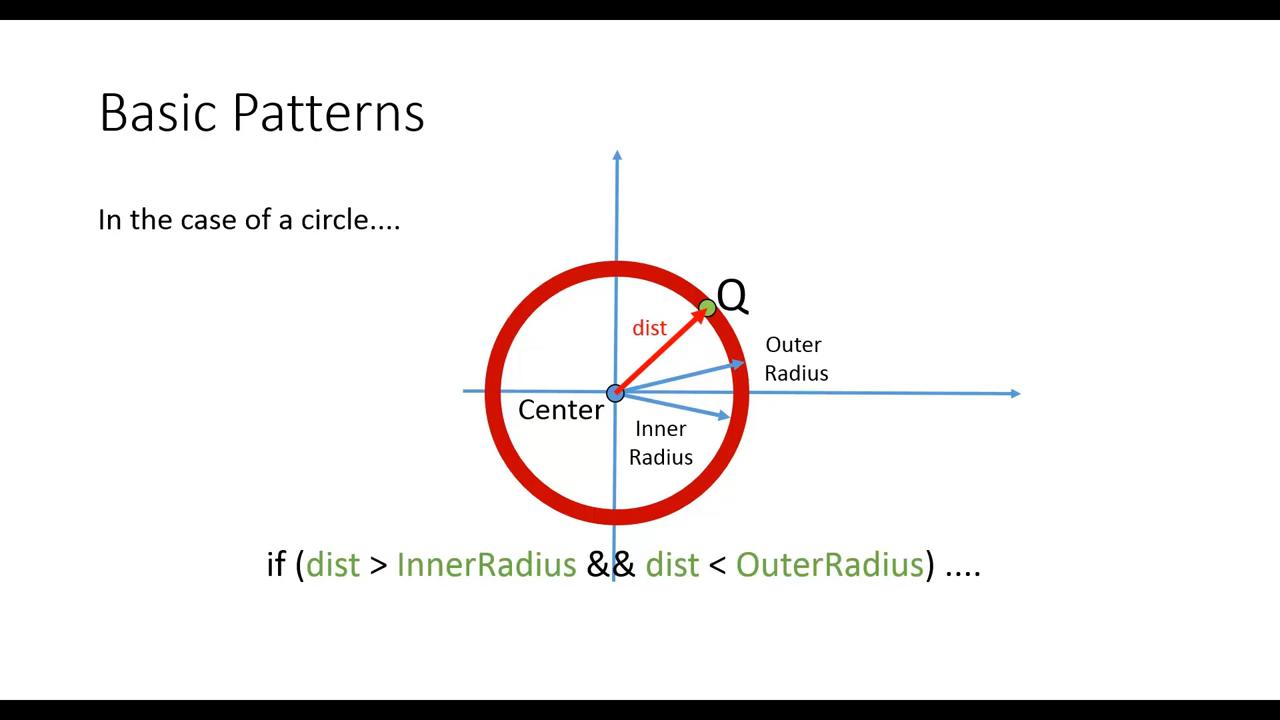 Basic Patterns
In the case of a circle....
Q
dist
Outer
Radius
Center
Inner
Radius
if (dist > InnerRadius && dist < OuterRadius) ....